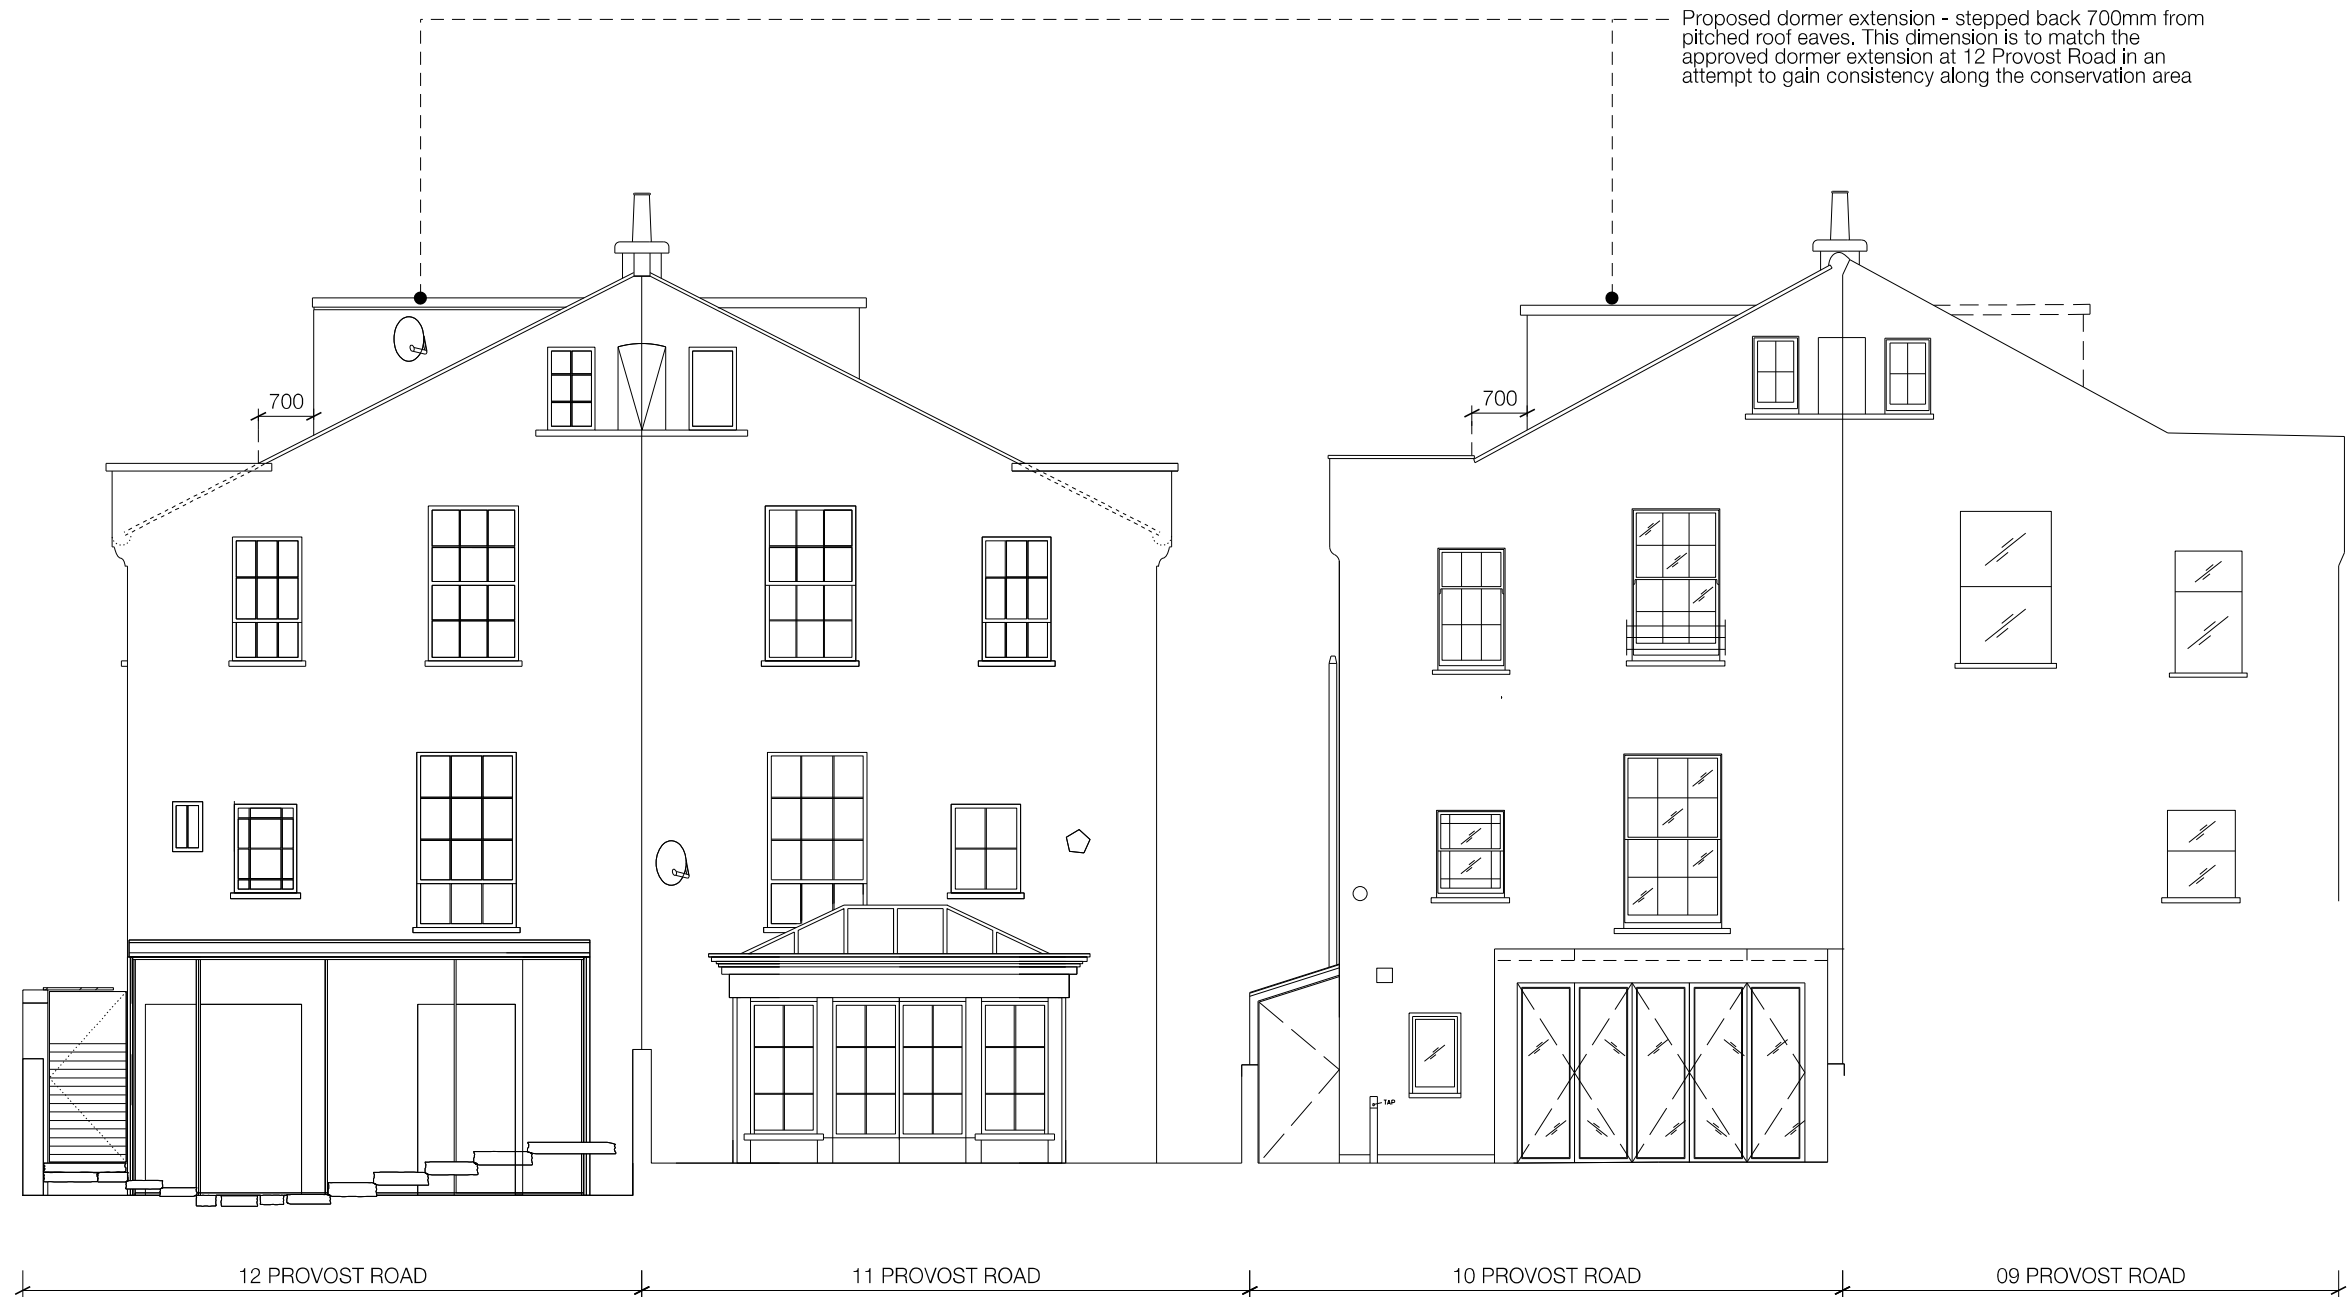 Proposed dormer extension - stepped back 700mm from
pitched roof eaves. This dimension is to match the
approved dormer extension at 12 Provost Road in an
attempt to gain consistency along the conservation area
700
700
TAP
12 PROVOST ROAD
11 PROVOST ROAD
10 PROVOST ROAD
09 PROVOST ROAD